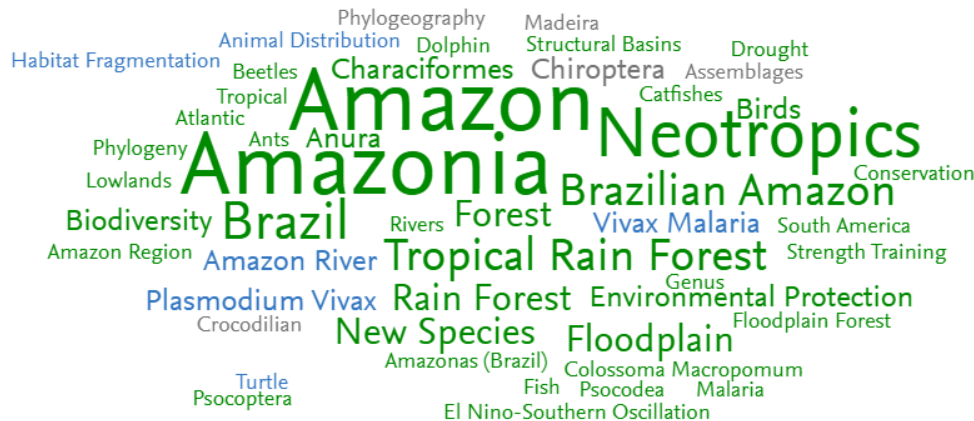 Phylogeography Madeira
Habitat Fragmentation Animal Distribution Dolphin Structural Basins Drought
Beetles Characiformes Chiroptera Assemblages
Tropical Amazon Catfishes Birds
Atlantic Ants Anura Neotropics
Phylogeny Amazonia Conservation
Lowlands Brazilian Amazon
Biodiversity Brazil Rivers Forest Vivax Malaria South America
Amazon Region Amazon River Tropical Rain Forest Strength Training
Genus
Plasmodium Vivax Rain Forest Environmental Protection
Crocodilian New Species Floodplain Floodplain Forest
Amazonas (Brazil) Colossoma Macropomum
Turtle Fish Psocodea Malaria
Psocoptera
El Nino-Southern Oscillation